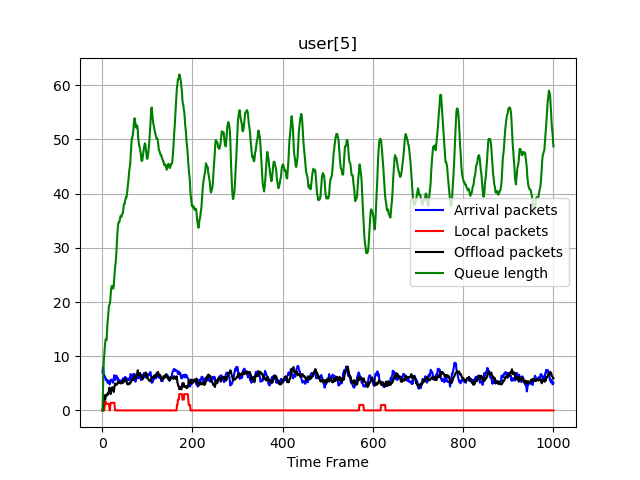 user[5]
60
50
40
30
20
10
0
Arrival packets
Local packets
Offload packets
Queue length
0 200 400 600 800 1000
Time Frame